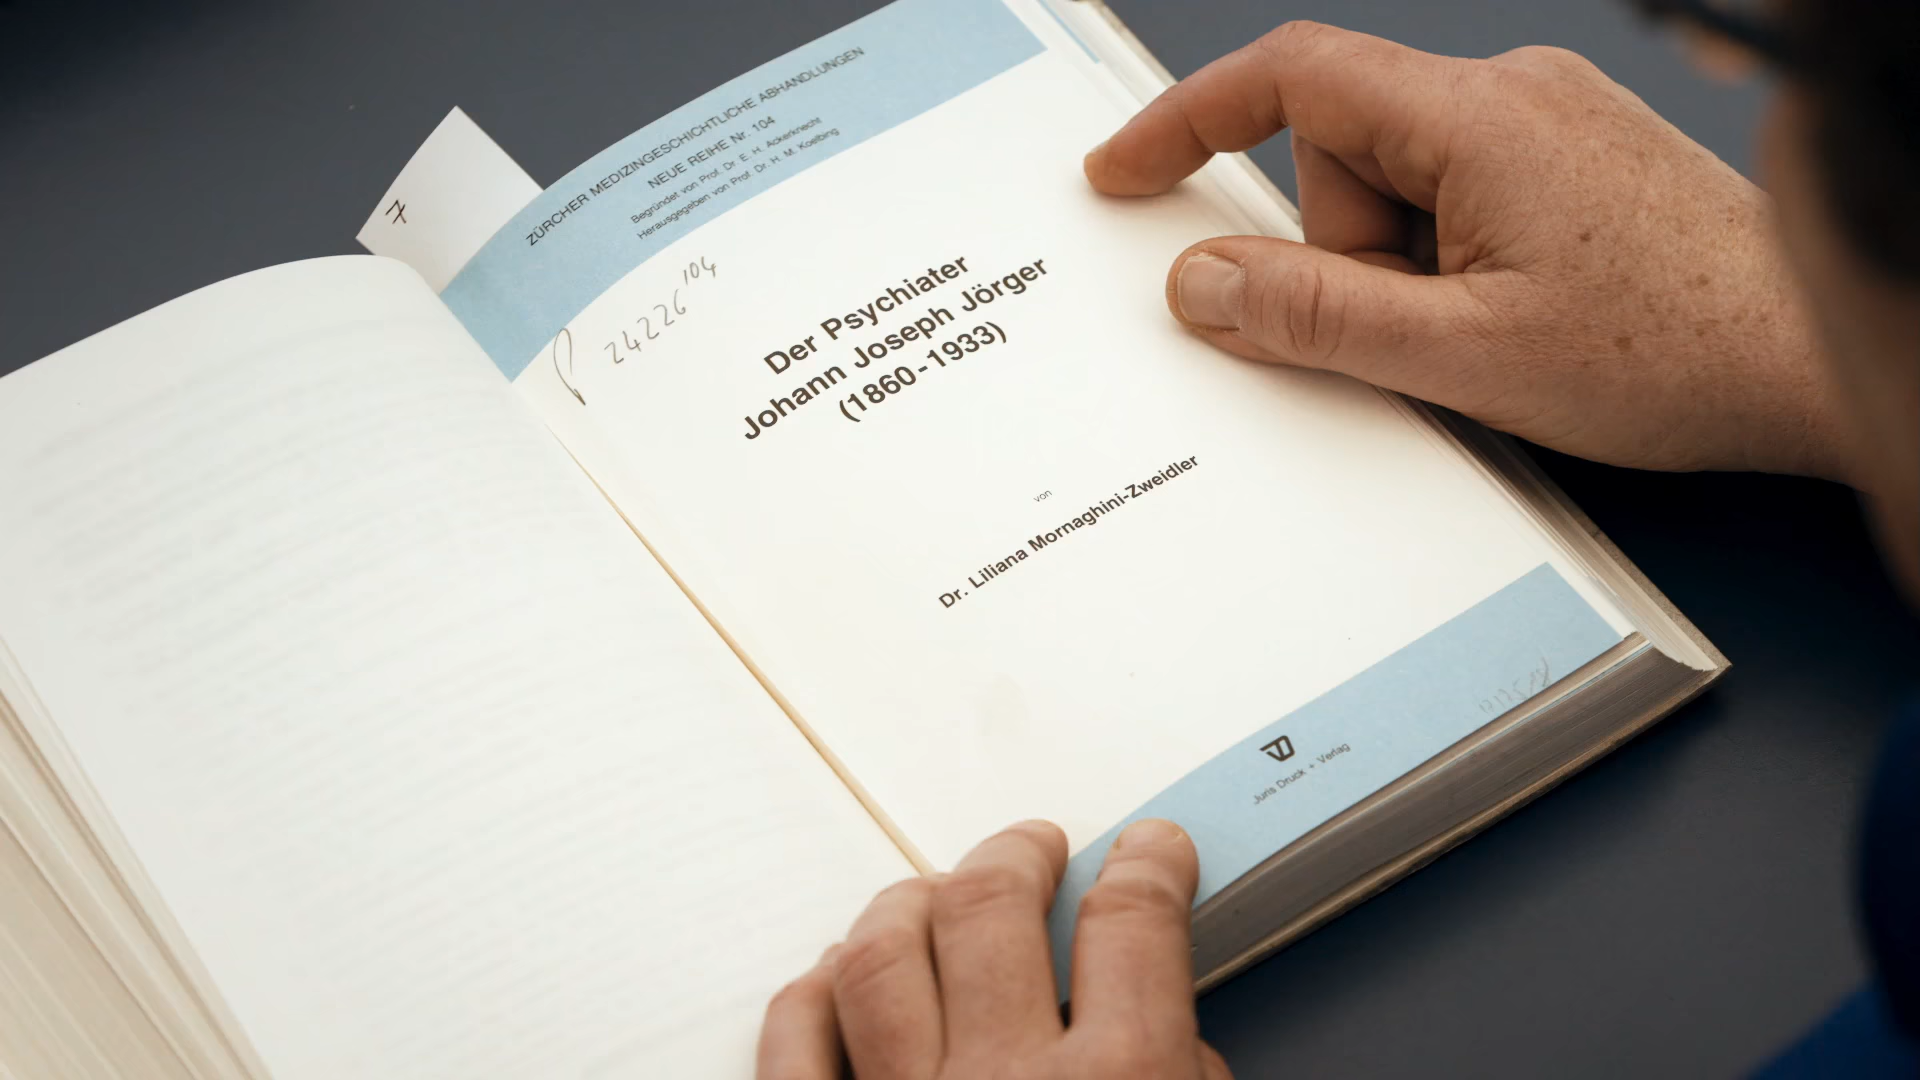 7
ZÜRCHER MEDIZINGESCHICHTLICHE ABHANDLUNGEN
NEUE REIHE Nr. 104
Begründet von Prof. Dr. E. H. Ackerknecht
Herausgegeben von Prof. Dr. H. M. Koelbing
24226 104
Der Psychiater
Johann Joseph Jörger
(1860-1933)
von
Dr. Liliana Mornaghini-Zweidler
Juris Druck + Verlag